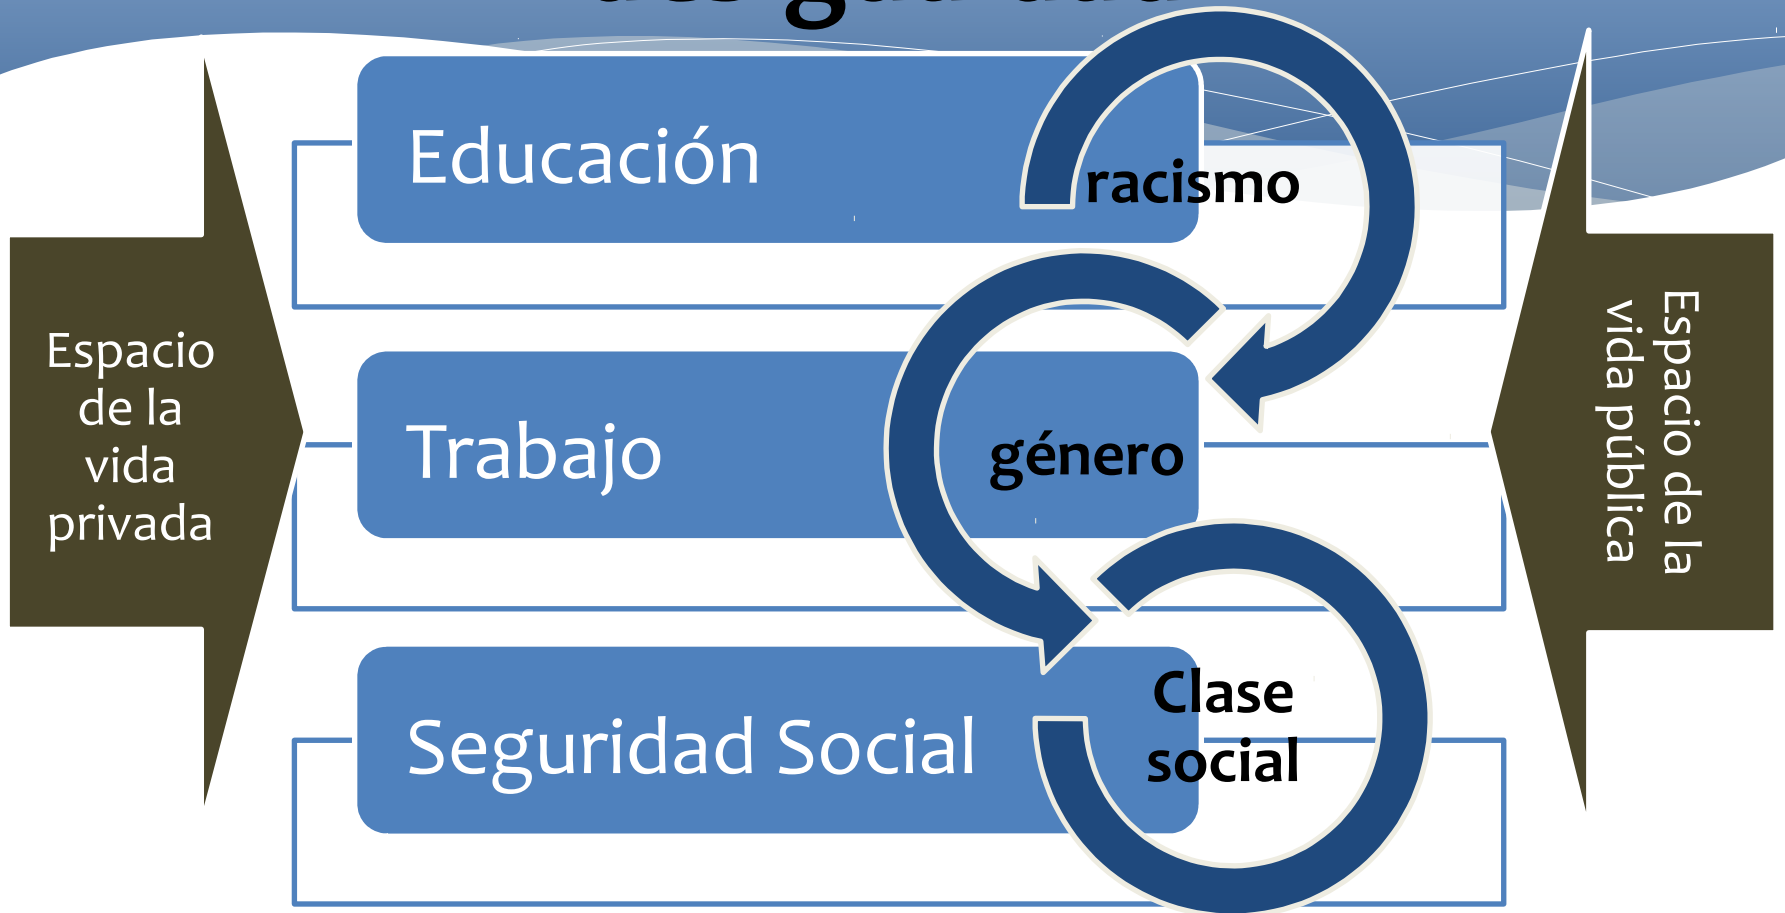 Educación
racismo
Espacio
de la
vida
privada
Trabajo
género
Espacio de la
vida pública
Seguridad Social
Clase
social